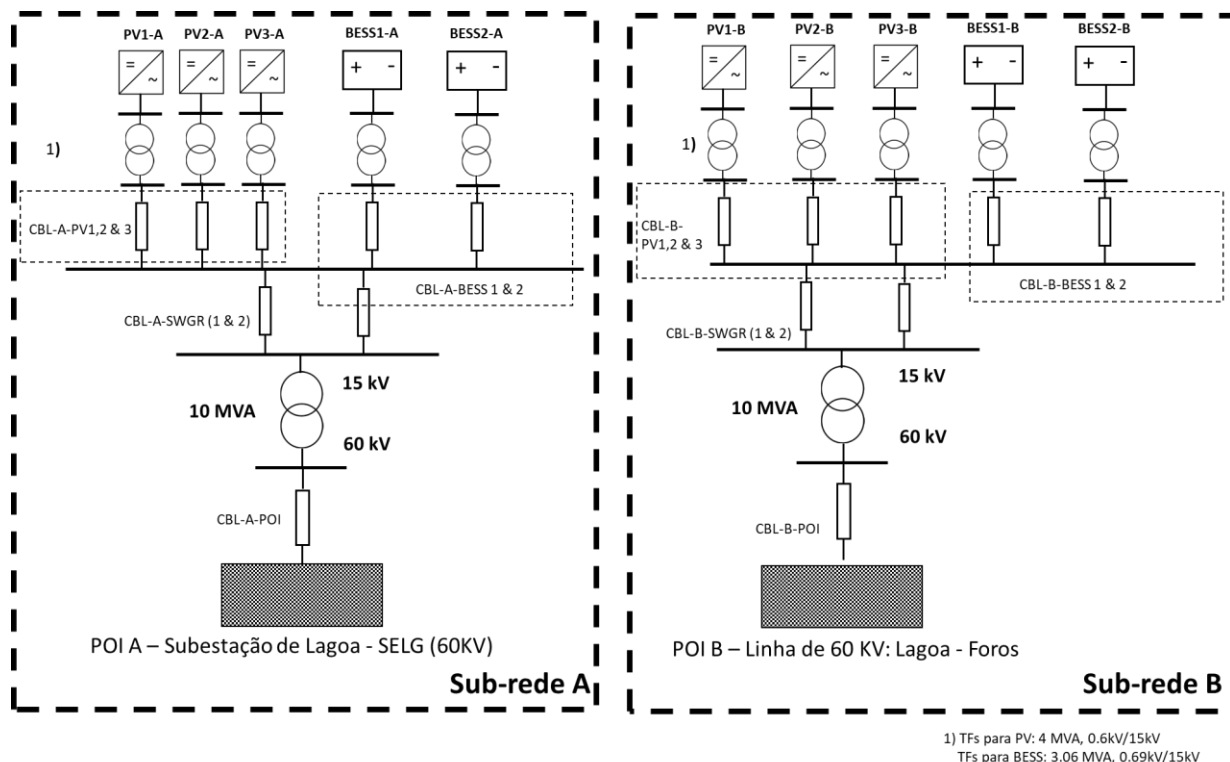 PV1-A PV2-A PV3-A BESS1-A BESS2-A
= ~ = ~ = ~ + - + -
1)
CBL-A-PV1,2 & 3
CBL-A-BESS 1 & 2
CBL-A-SWGR (1 & 2)
15 kV
10 MVA
60 kV
CBL-A-POI
POI A – Subestação de Lagoa - SELG (60KV)
Sub-rede A
PV1-B PV2-B PV3-B BESS1-B BESS2-B
= ~ = ~ = ~ + - + -
1)
CBL-B-
PV1,2 & 3
CBL-B-BESS 1 & 2
CBL-B-SWGR (1 & 2)
15 kV
10 MVA
60 kV
CBL-B-POI
POI B – Linha de 60 KV: Lagoa - Foros
Sub-rede B
1) TFs para PV: 4 MVA, 0.6kV/15kV
TFs para BESS: 3.06 MVA, 0.69kV/15kV